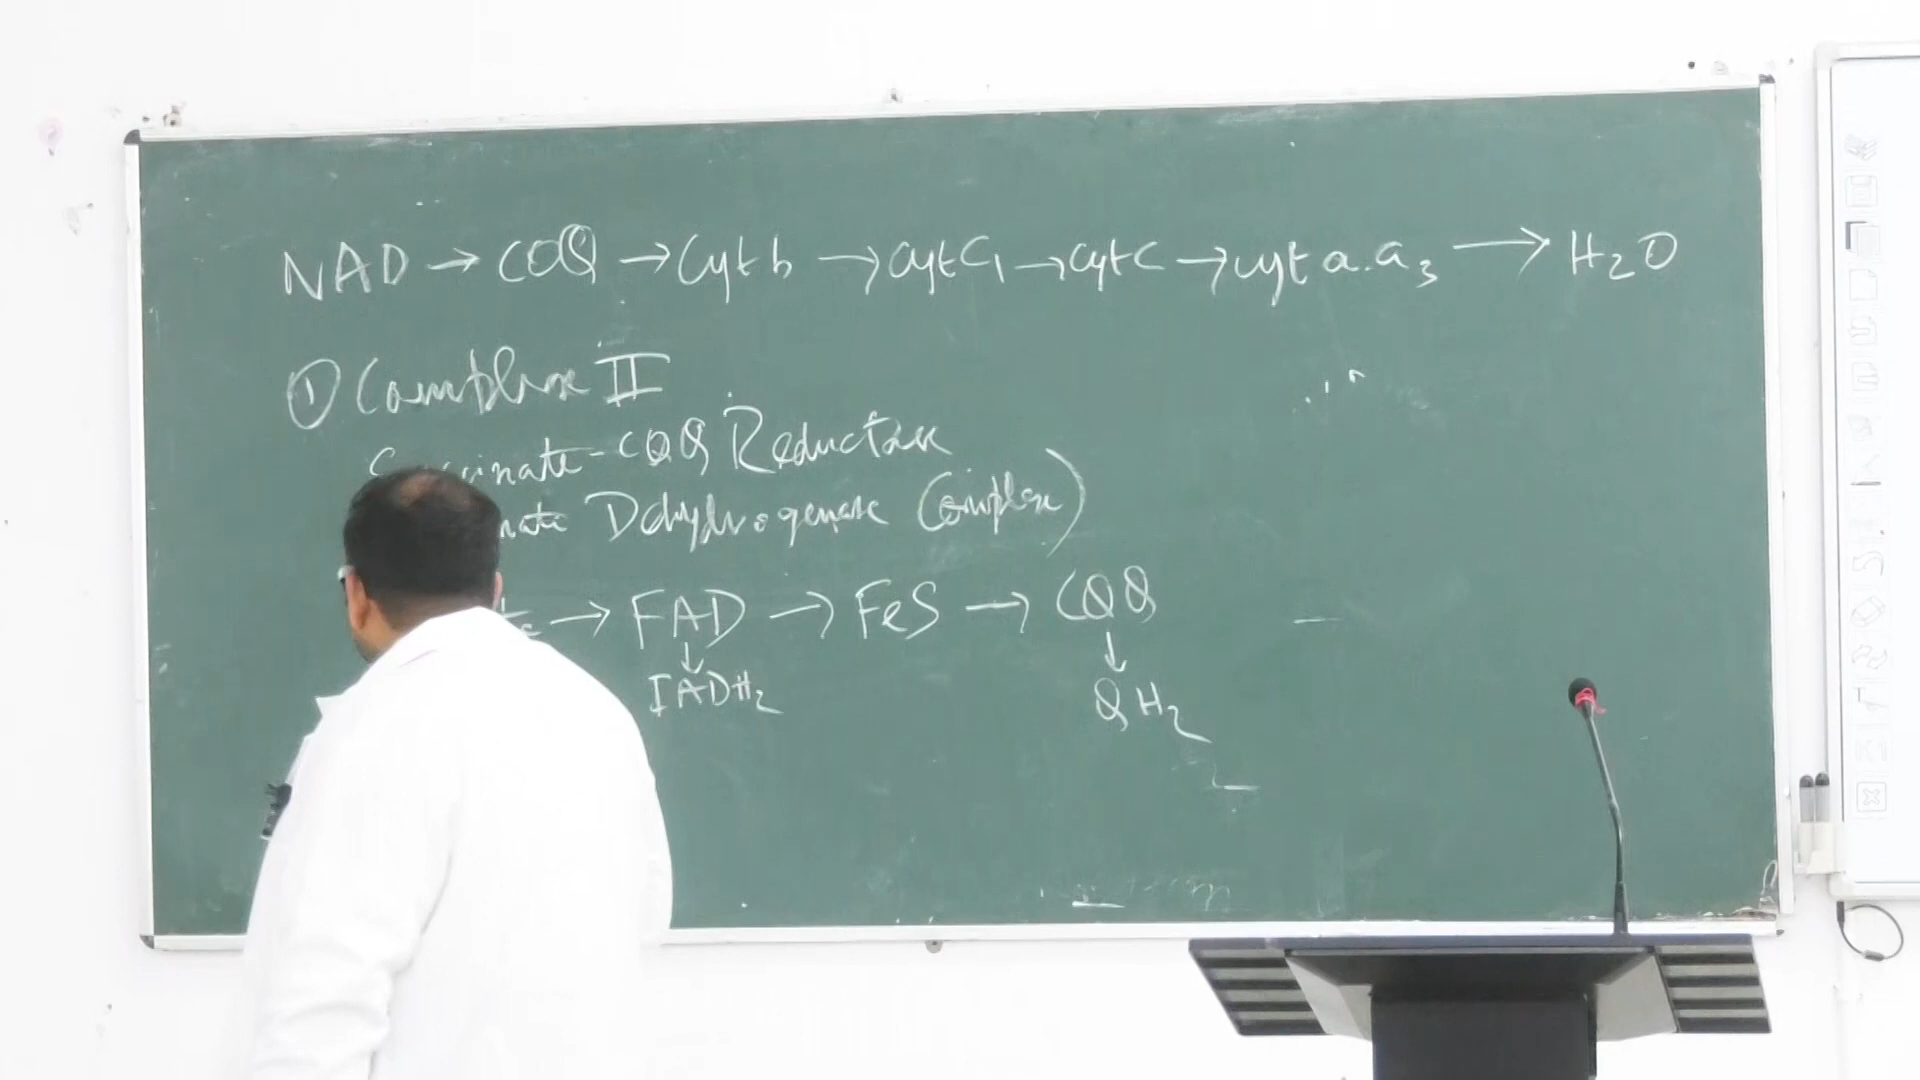 NAD → COQ → Cyt b → Cyt C1 → Cyt C → Cyt a.a3 → H2O
① Complex II
Succinate - COQ Reductase
Dehydrogenase Complex)
→ FAD → FeS → COQ
↓ ↓
FADH2 QH2